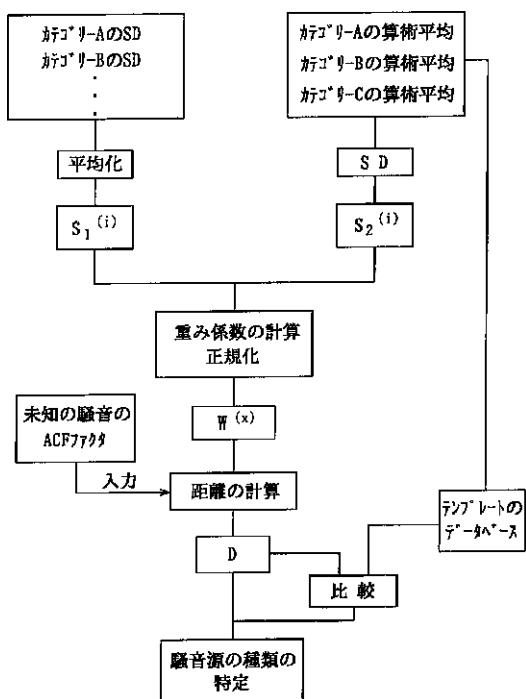 カテゴリーAのSD
カテゴリーBのSD
・
・
・
カテゴリーAの算術平均
カテゴリーBの算術平均
カテゴリーCの算術平均
平均化
S D
S₁⁽ⁱ⁾
S₂⁽ⁱ⁾
重み係数の計算
正規化
未知の騒音の
ACFファクタ
W⁽ˣ⁾
入力
距離の計算
テンプレートの
データベース
D
比 較
騒音源の種類の
特定